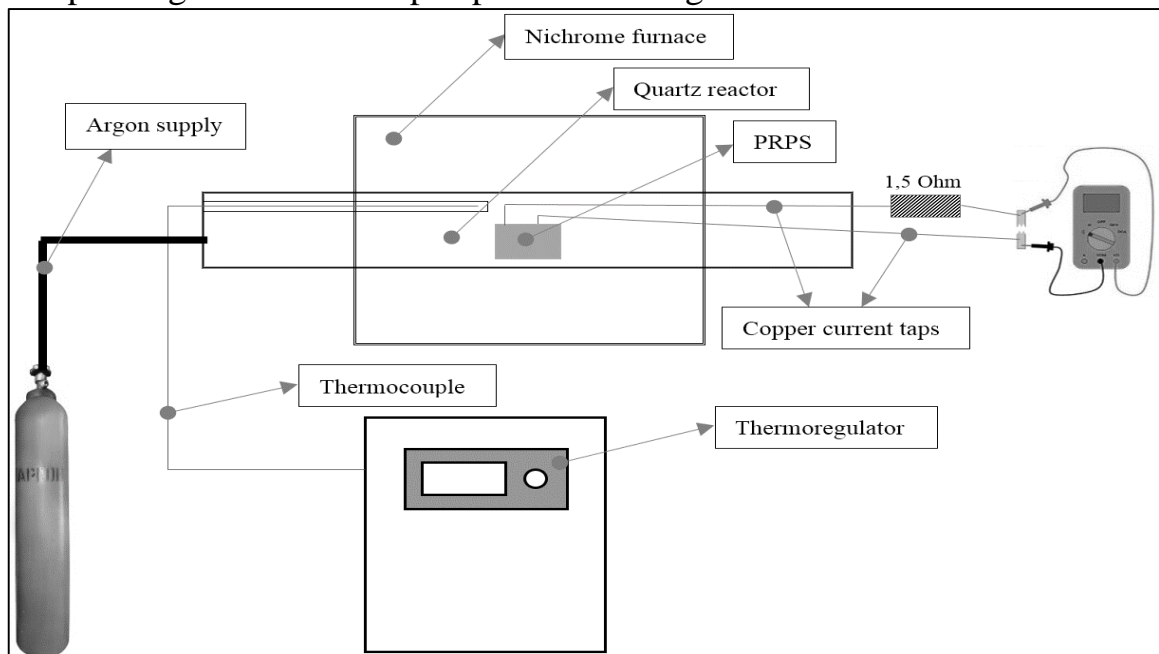 Nichrome furnace
Quartz reactor
Argon supply
PRPS
1,5 Ohm
Copper current taps
Thermocouple
Thermoregulator